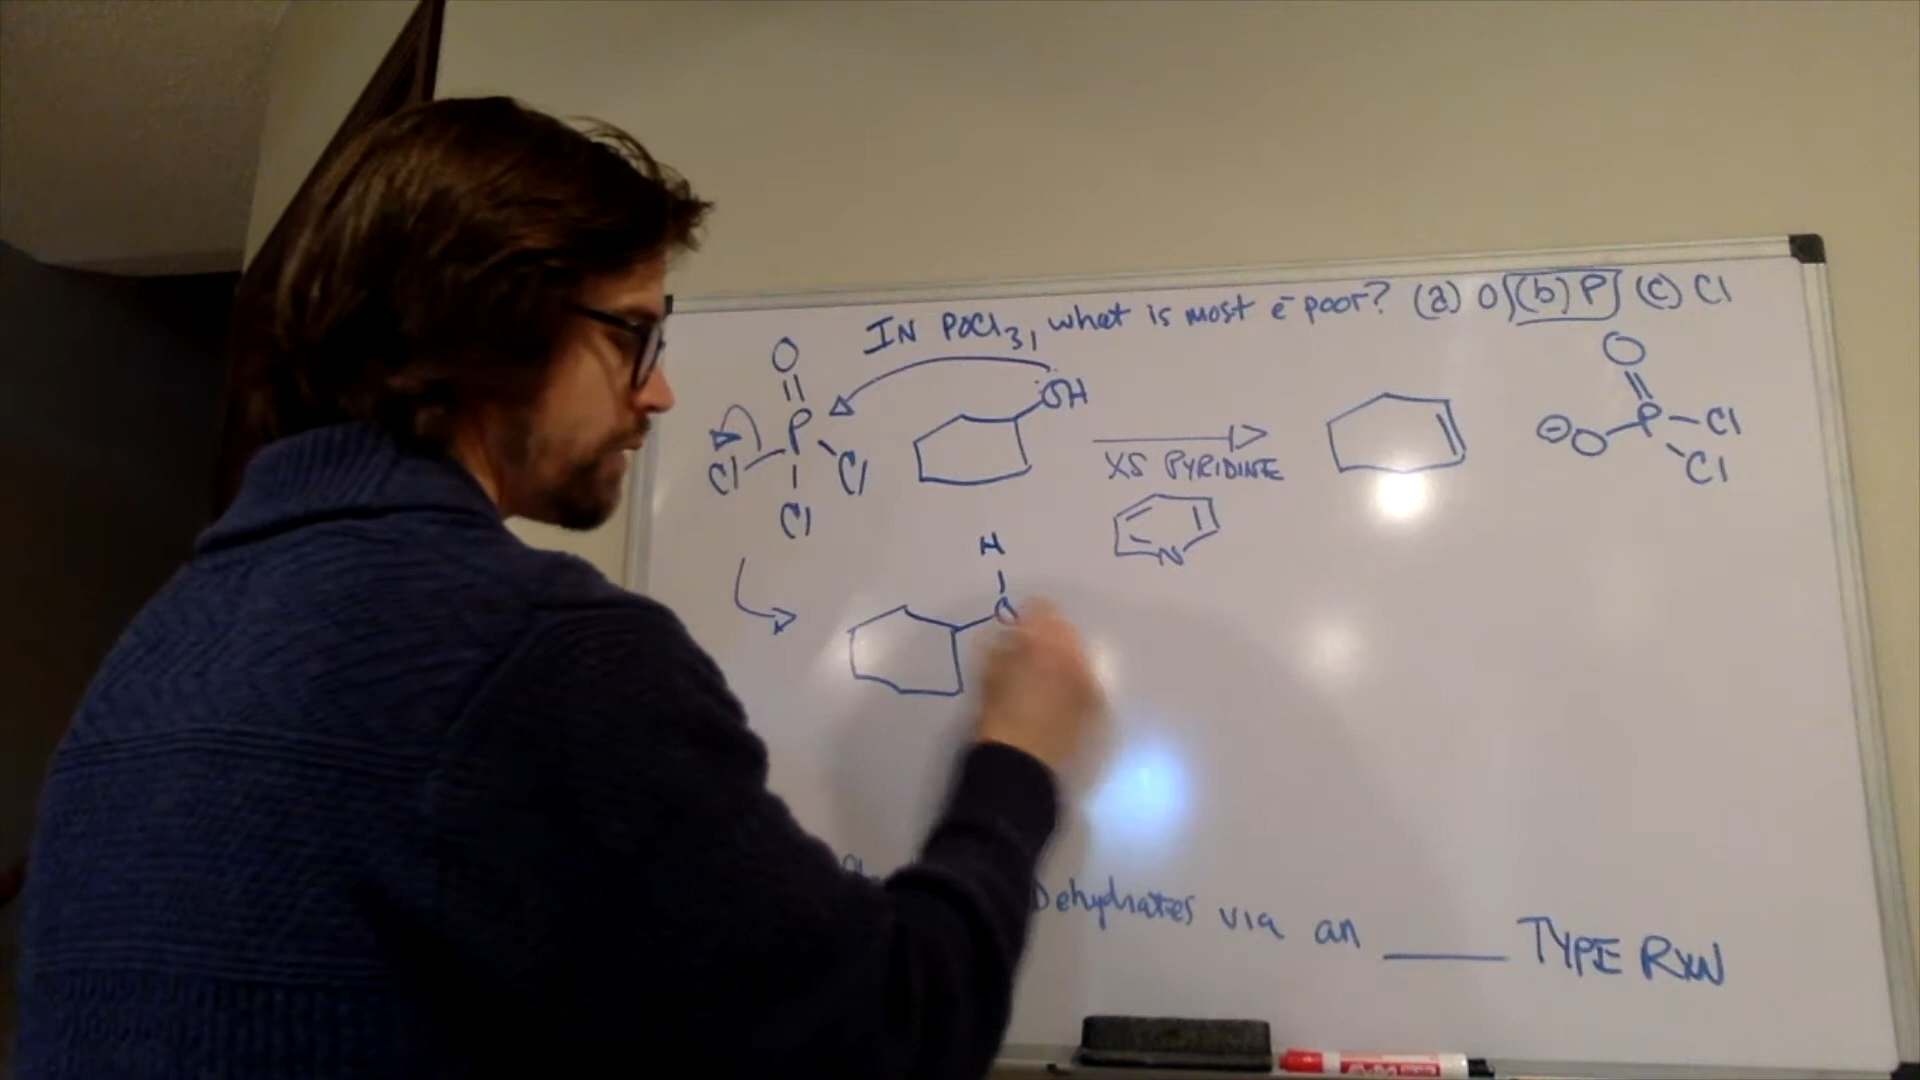 IN POCl3, what is most e- poor? (a) O (b) P (c) Cl
O
P
Cl
Cl
Cl
:OH
XS PYRIDINE
N
O
P
Cl
⊖O
Cl
H
O
Dehydrates via an ____ TYPE RXN